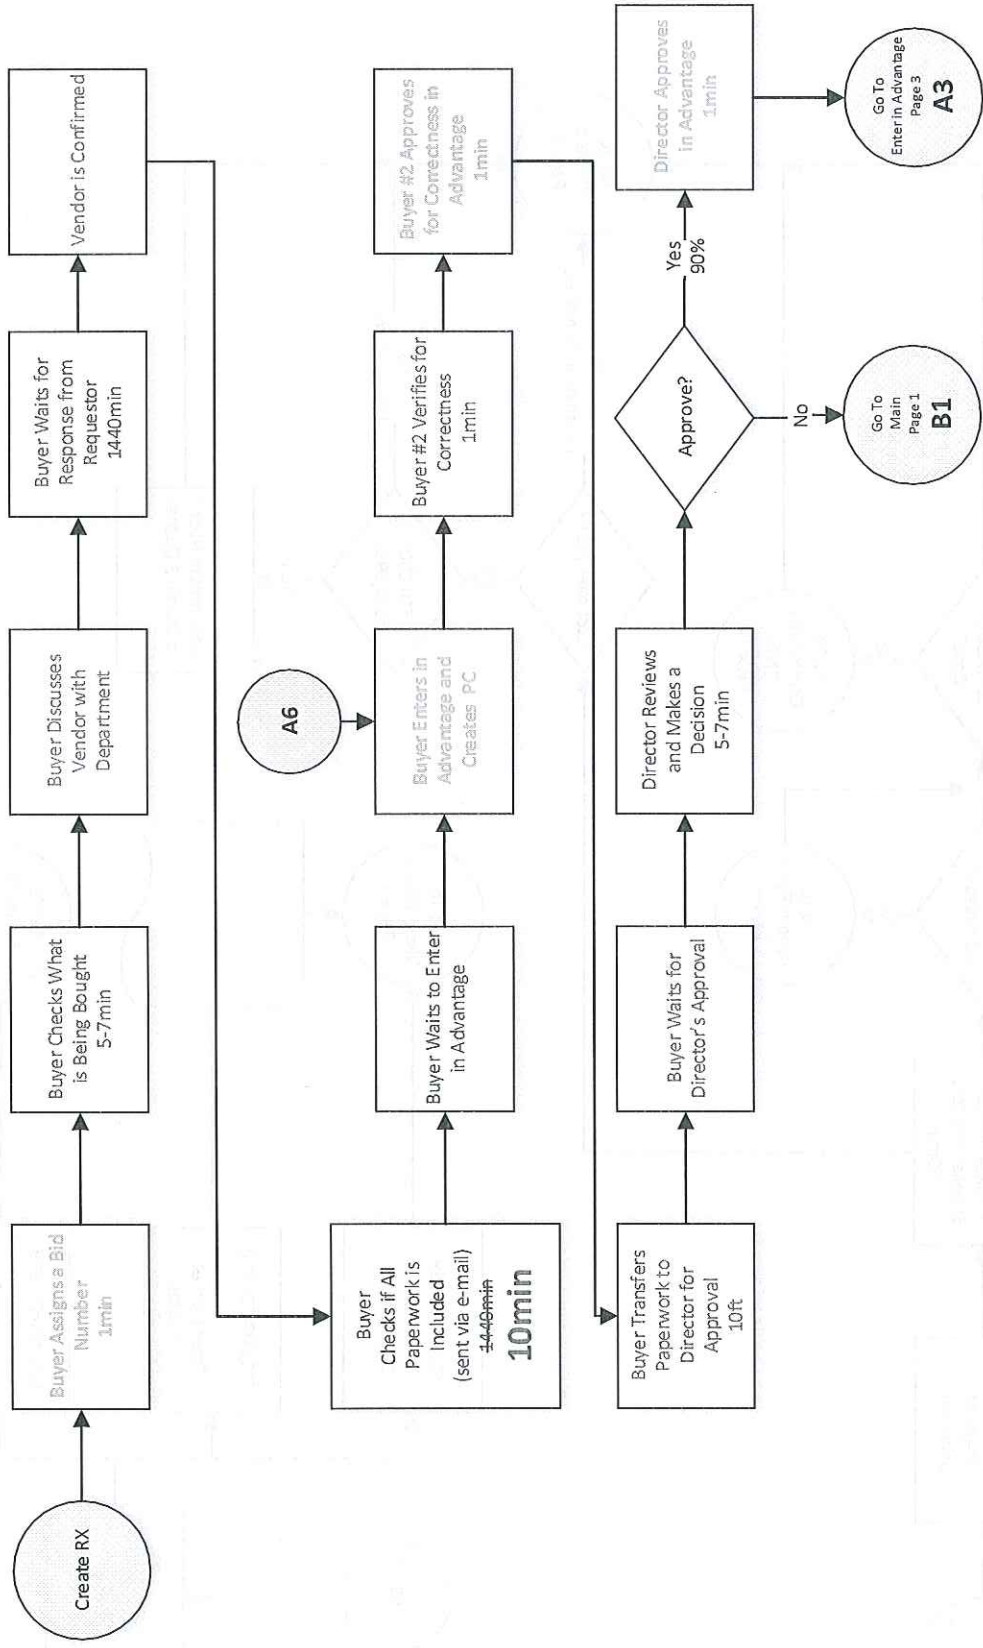 Create RX
Buyer Assigns a Bid
Number
1min
Buyer Checks What
is Being Bought
5-7min
Buyer Discusses
Vendor with
Department
Buyer Waits for
Response from
Requestor
1440min
Vendor is Confirmed
Buyer
Checks if All
Paperwork is
Included
(sent via e-mail)
1440min
10min
Buyer Waits to Enter
in Advantage
A6
Buyer Enters in
Advantage and
Creates PC
Buyer #2 Verifies for
Correctness
1min
Buyer #2 Approves
for Correctness in
Advantage
1min
Buyer Transfers
Paperwork to
Director for
Approval
10ft
Buyer Waits for
Director's Approval
Director Reviews
and Makes a
Decision
5-7min
Approve?
Yes
90%
No
Director Approves
in Advantage
1min
Go To
Main
Page 1
B1
Go To
Enter in Advantage
Page 3
A3